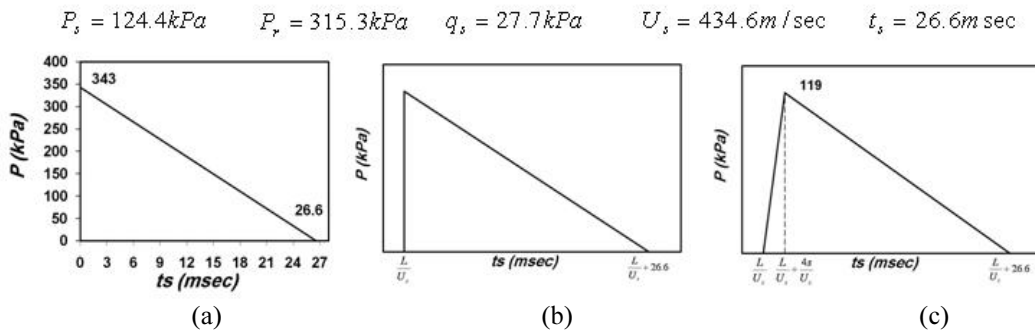 P_s = 124.4kPa P_r = 315.3kPa q_s = 27.7kPa U_s = 434.6m/sec t_s = 26.6m sec
400
350
300
250
200
150
100
50
0
P (kPa)
343
26.6
0 3 6 9 12 15 18 21 24 27
ts (msec)
(a)
P (kPa)
L/U_s
ts (msec)
L/U_s + 26.6
(b)
P (kPa)
119
L/U_s
L/U_s + 4s/U_s
ts (msec)
L/U_s + 26.6
(c)